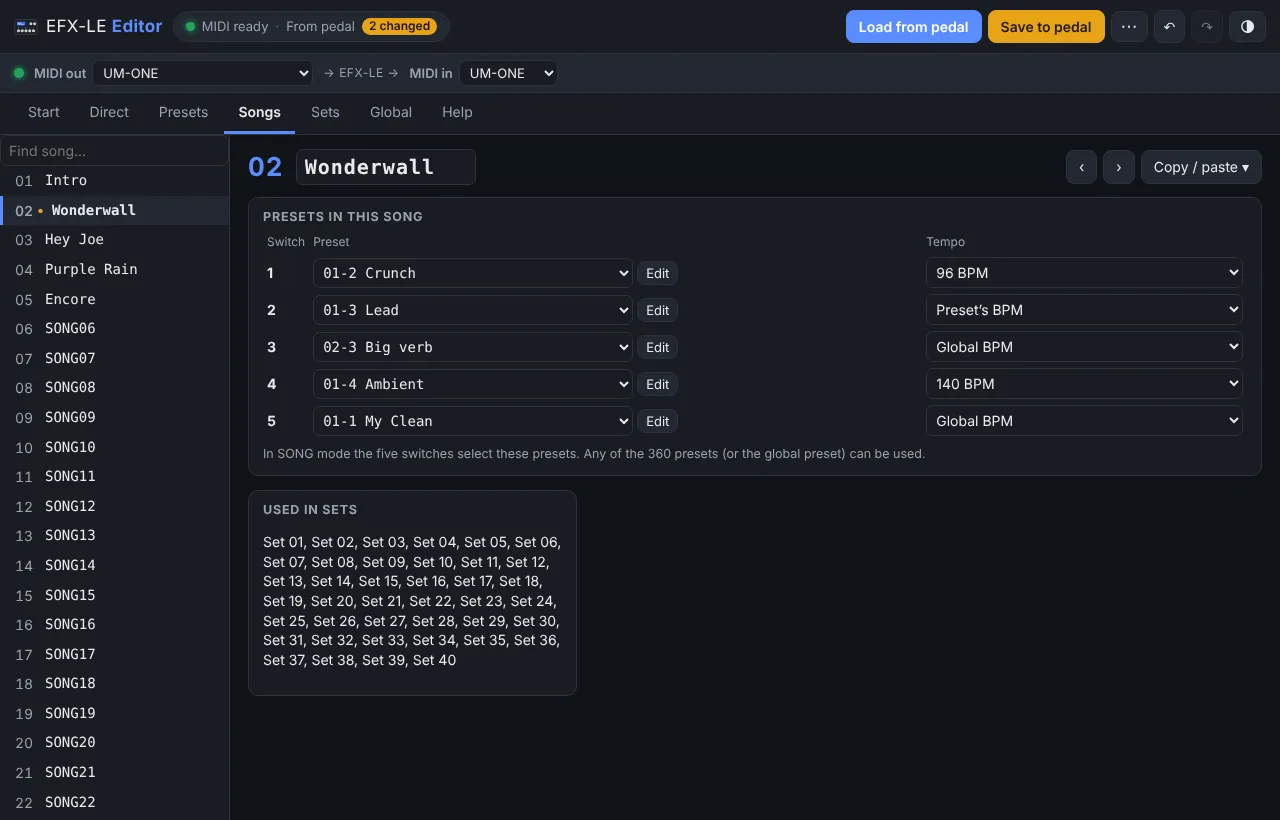 EFX-LE Editor
MIDI ready · From pedal 2 changed
Load from pedal
Save to pedal
MIDI out UM-ONE → EFX-LE → MIDI in UM-ONE
Start Direct Presets Songs Sets Global Help
Find song...
01 Intro
02 • Wonderwall
03 Hey Joe
04 Purple Rain
05 Encore
06 SONG06
07 SONG07
08 SONG08
09 SONG09
10 SONG10
11 SONG11
12 SONG12
13 SONG13
14 SONG14
15 SONG15
16 SONG16
17 SONG17
18 SONG18
19 SONG19
20 SONG20
21 SONG21
22 SONG22
02 Wonderwall
‹ › Copy / paste ▾
PRESETS IN THIS SONG
Switch Preset Tempo
1 01-2 Crunch Edit 96 BPM
2 01-3 Lead Edit Preset’s BPM
3 02-3 Big verb Edit Global BPM
4 01-4 Ambient Edit 140 BPM
5 01-1 My Clean Edit Global BPM
In SONG mode the five switches select these presets. Any of the 360 presets (or the global preset) can be used.
USED IN SETS
Set 01, Set 02, Set 03, Set 04, Set 05, Set 06,
Set 07, Set 08, Set 09, Set 10, Set 11, Set 12,
Set 13, Set 14, Set 15, Set 16, Set 17, Set 18,
Set 19, Set 20, Set 21, Set 22, Set 23, Set 24,
Set 25, Set 26, Set 27, Set 28, Set 29, Set 30,
Set 31, Set 32, Set 33, Set 34, Set 35, Set 36,
Set 37, Set 38, Set 39, Set 40